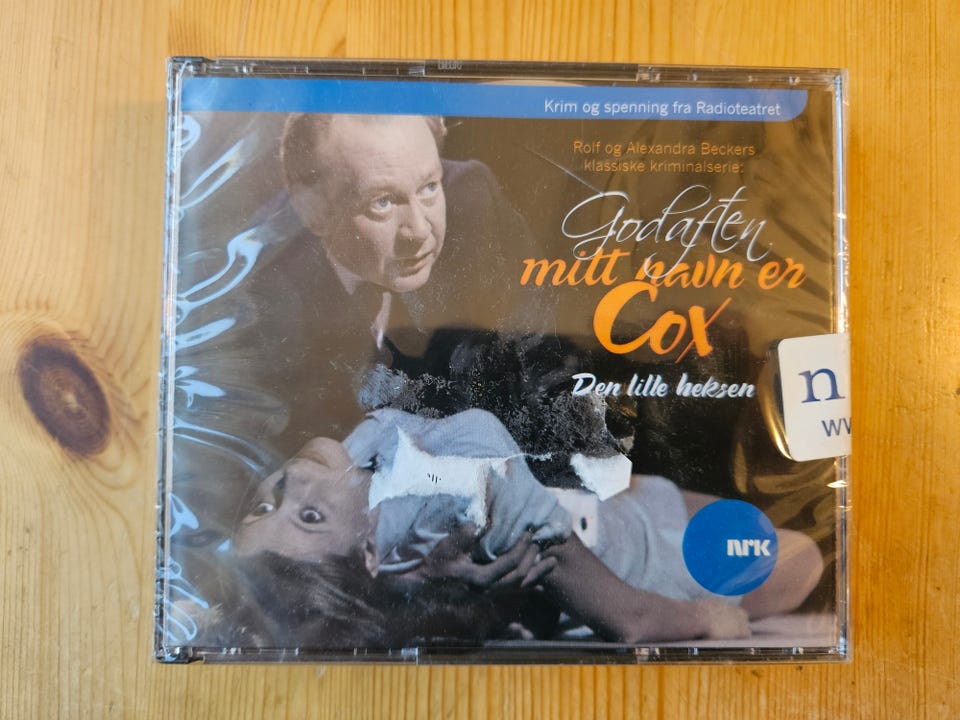 Krim og spenning fra Radioteatret
Rolf og Alexandra Beckers
klassiske kriminalserie:
Godaften
mitt navn er
Cox
Den lille heksen
n
ww
NRK